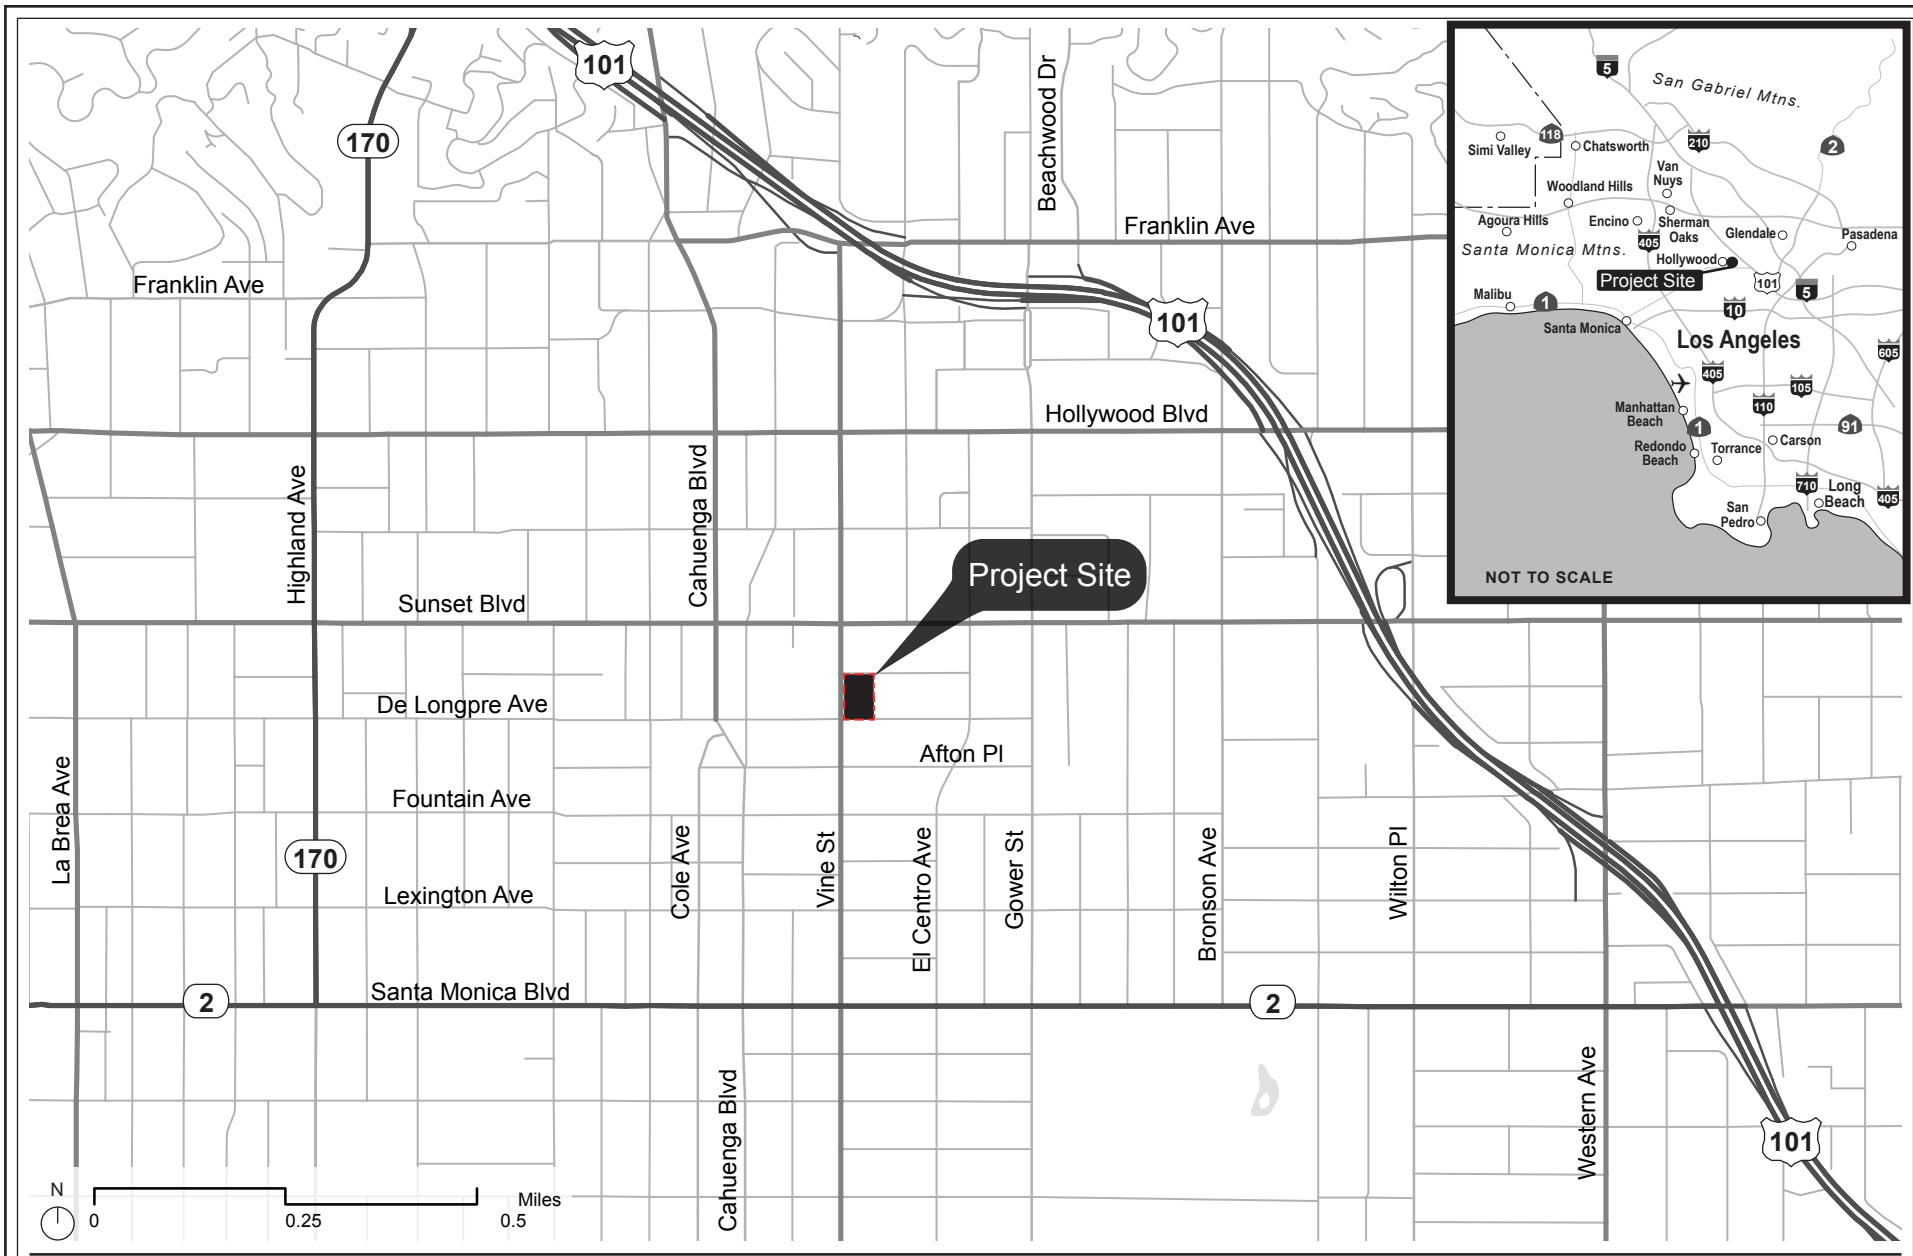 101
170
Beachwood Dr
Franklin Ave
Franklin Ave
101
Hollywood Blvd
Highland Ave
Cahuenga Blvd
Project Site
Sunset Blvd
De Longpre Ave
Afton Pl
La Brea Ave
Fountain Ave
170
Cole Ave
Vine St
El Centro Ave
Gower St
Bronson Ave
Wilton Pl
Lexington Ave
Santa Monica Blvd
2
2
Cahuenga Blvd
Western Ave
101
N
0
0.25
0.5
Miles
5
San Gabriel Mtns.
118
Simi Valley
Chatsworth
210
2
Van
Nuys
Woodland Hills
Agoura Hills
Encino
Sherman
Oaks
405
Glendale
Pasadena
Santa Monica Mtns.
Hollywood
Project Site
101
5
Malibu
1
10
Santa Monica
Los Angeles
605
405
105
Manhattan
Beach
110
1
91
Redondo
Beach
Torrance
Carson
710
Long
Beach
405
San
Pedro
NOT TO SCALE